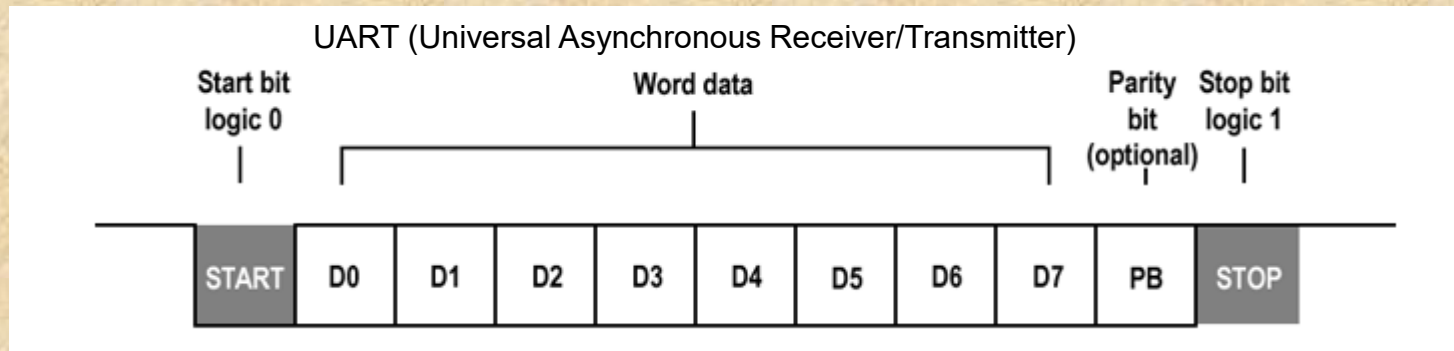 UART (Universal Asynchronous Receiver/Transmitter)
Start bit
logic 0
Word data
Parity
bit
(optional)
Stop bit
logic 1
START D0 D1 D2 D3 D4 D5 D6 D7 PB STOP